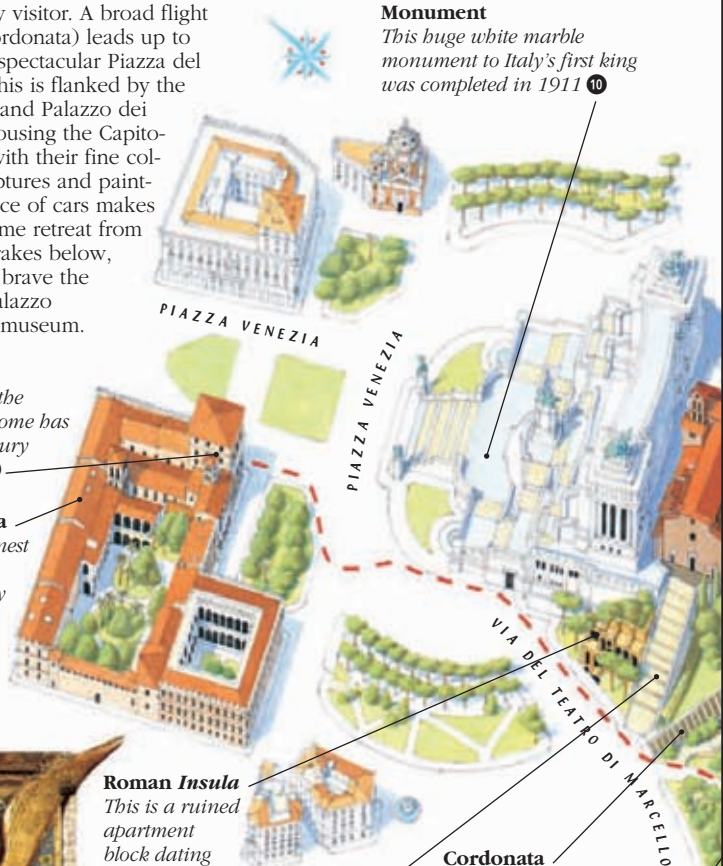 y visitor. A broad flight
ordonata) leads up to
spectacular Piazza del
his is flanked by the
and Palazzo dei
ousing the Capito-
with their fine col-
ptures and paint-
ce of cars makes
me retreat from
rakes below,
brave the
alazzo
museum.
Monument
This huge white marble
monument to Italy's first king
was completed in 1911 10
PIAZZA VENEZIA
PIAZZA VENEZIA
the
ome has
ury
a
nest
y
VIA DEL TEATRO DI MARCELLO
Roman Insula
This is a ruined
apartment
block dating
Cordonata